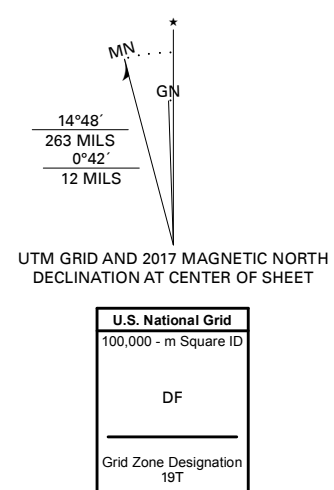 ★
MN
GN
14°48´
263 MILS
0°42´
12 MILS
UTM GRID AND 2017 MAGNETIC NORTH
DECLINATION AT CENTER OF SHEET
U.S. National Grid
100,000 - m Square ID
DF
Grid Zone Designation
19T